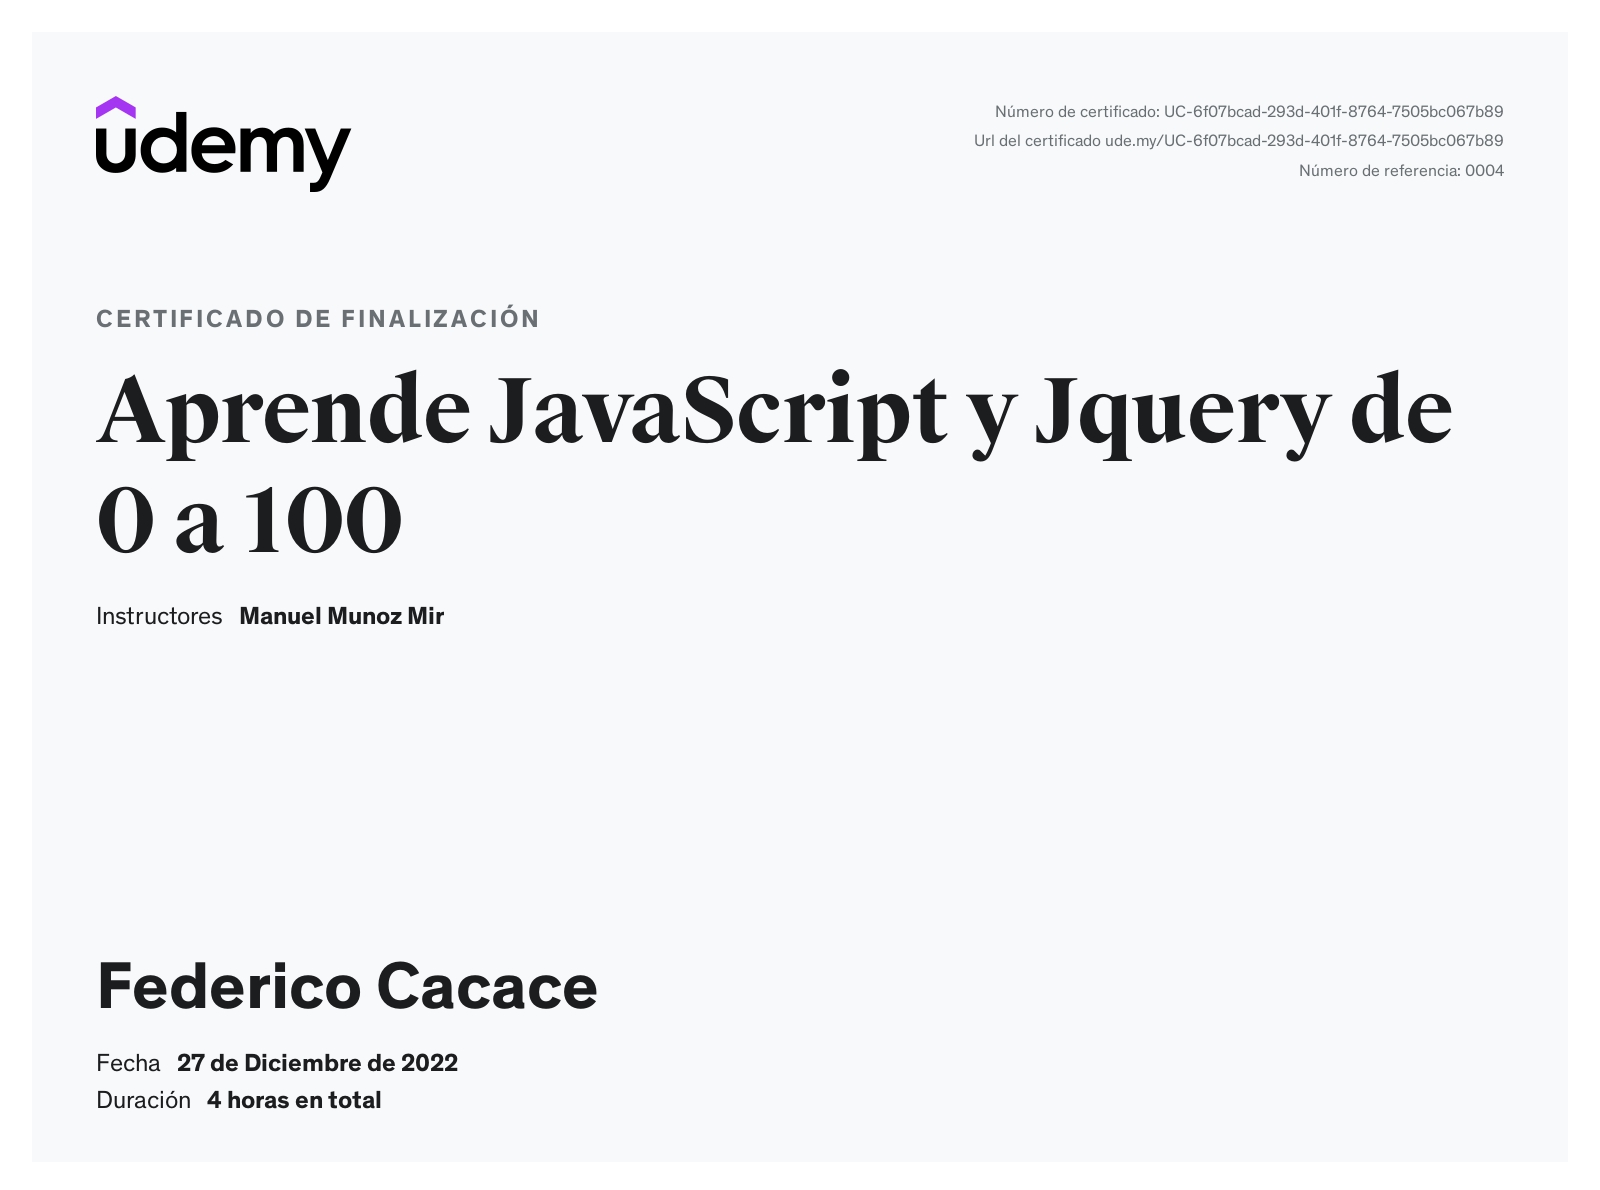 udemy
Número de certificado: UC-6f07bcad-293d-401f-8764-7505bc067b89
Url del certificado ude.my/UC-6f07bcad-293d-401f-8764-7505bc067b89
Número de referencia: 0004
CERTIFICADO DE FINALIZACIÓN
Aprende JavaScript y Jquery de
0 a 100
Instructores Manuel Munoz Mir
Federico Cacace
Fecha 27 de Diciembre de 2022
Duración 4 horas en total